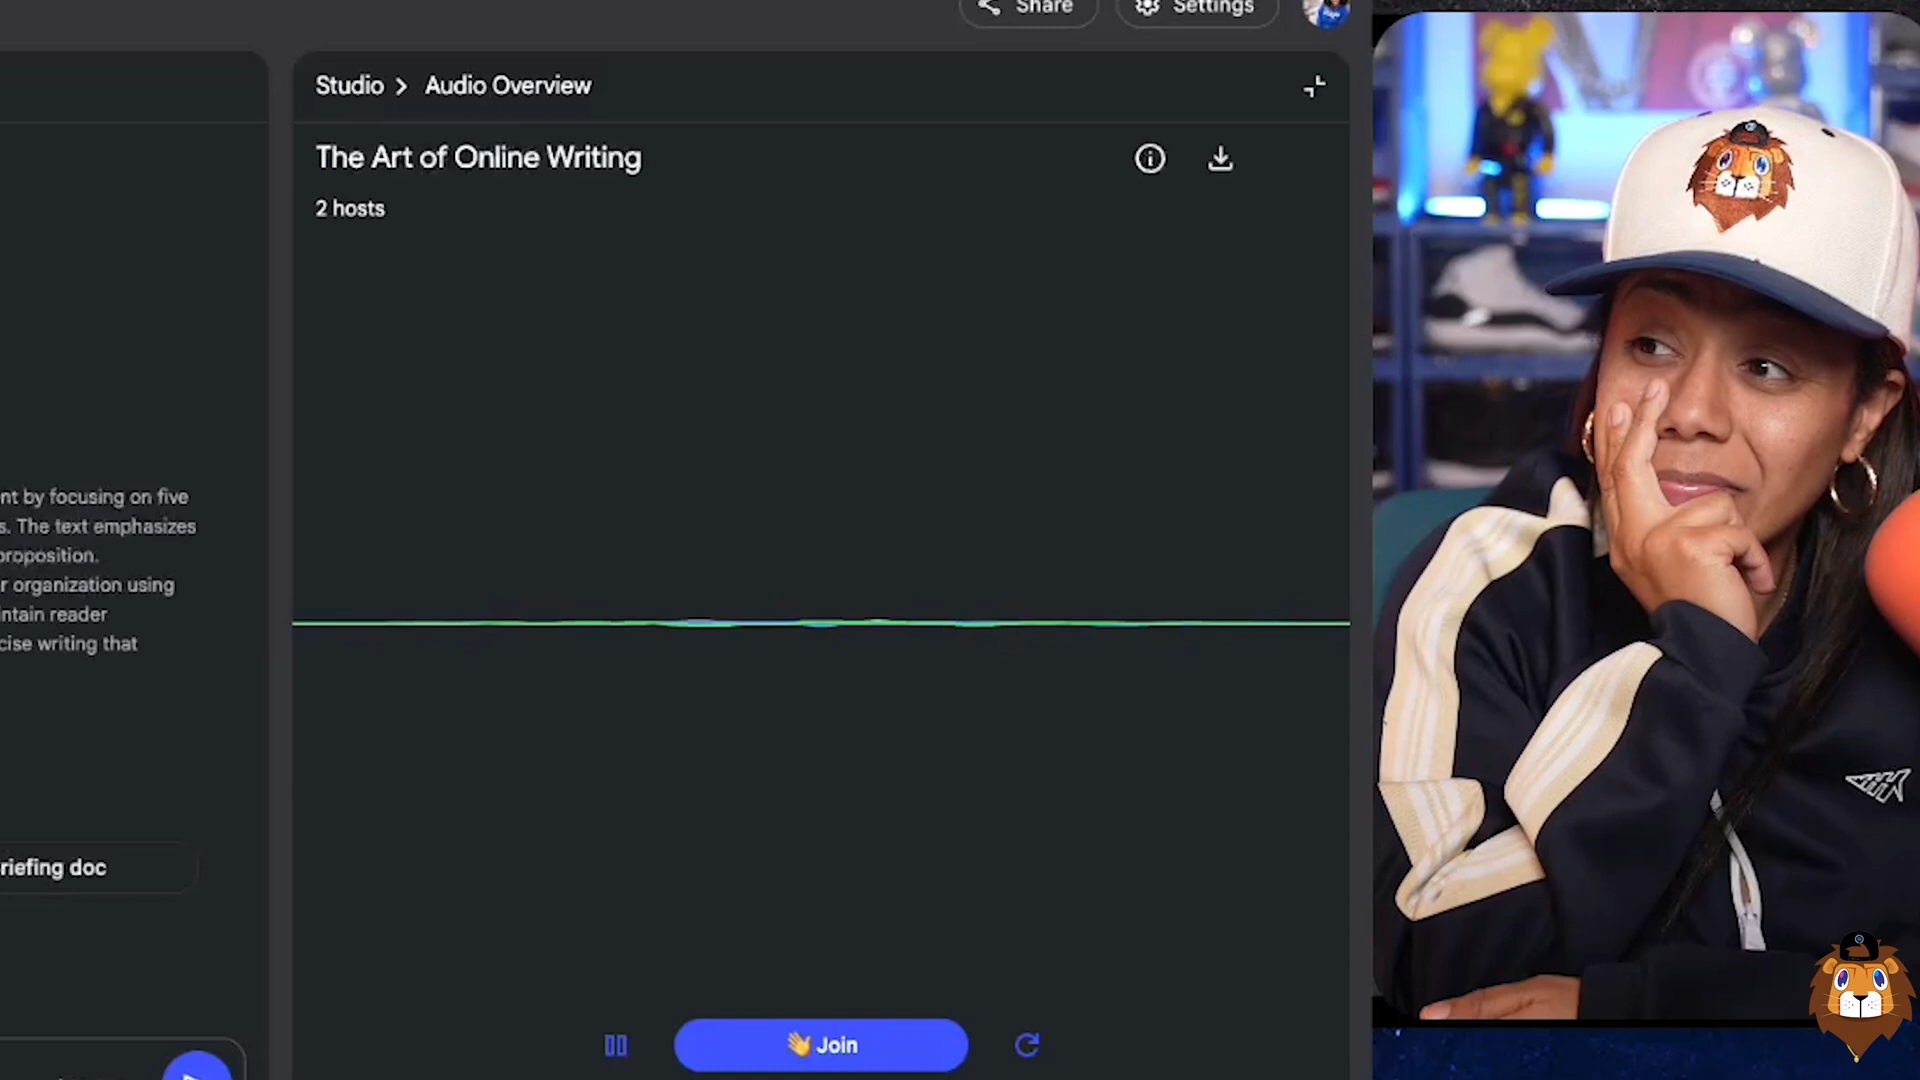 Share
Settings
Studio > Audio Overview
The Art of Online Writing
2 hosts
nt by focusing on five
s. The text emphasizes
proposition.
r organization using
ntain reader
cise writing that
riefing doc
👋 Join